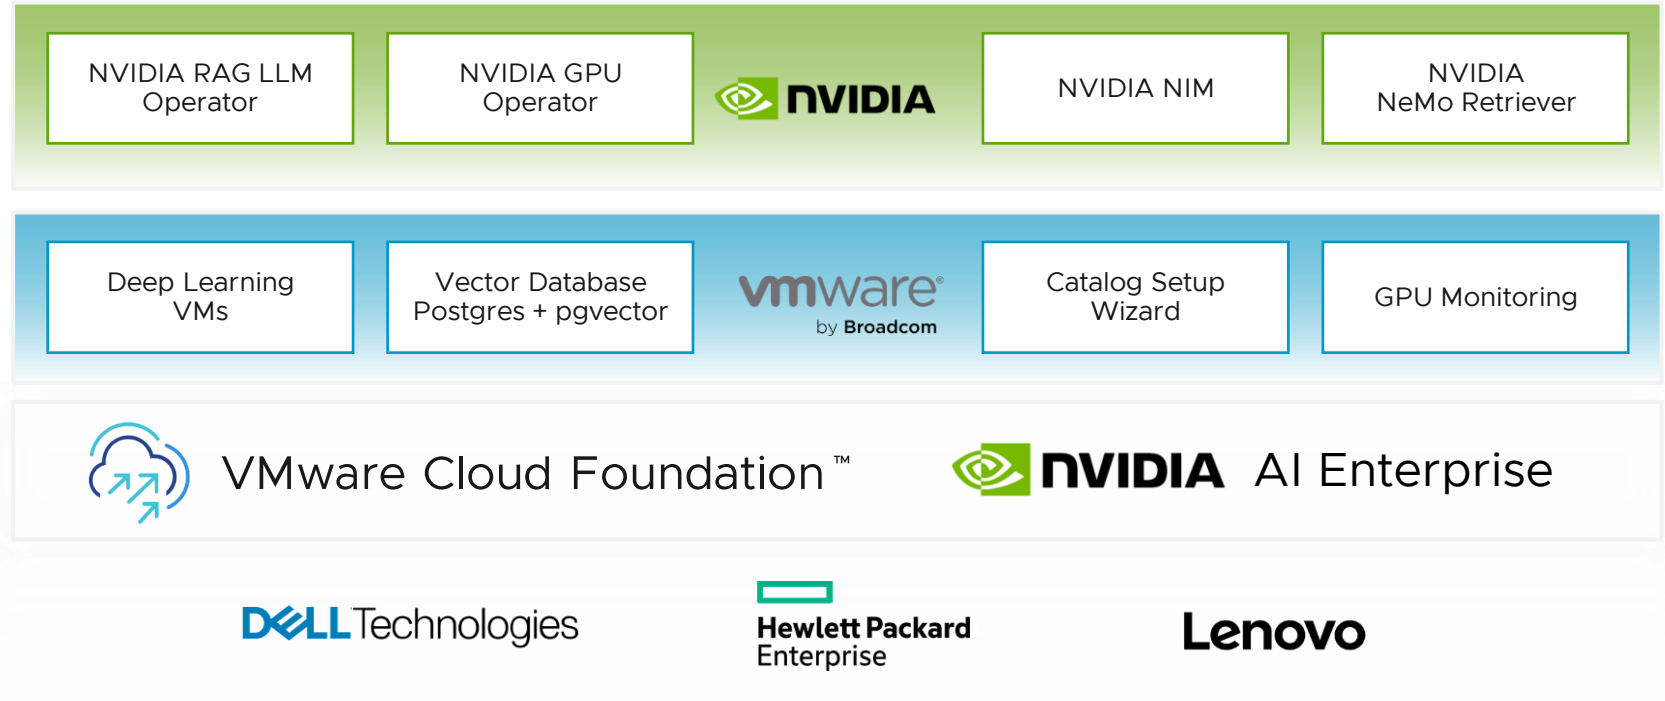 NVIDIA RAG LLM
Operator
NVIDIA GPU
Operator
NVIDIA
NVIDIA NIM
NVIDIA
NeMo Retriever
Deep Learning
VMs
Vector Database
Postgres + pgvector
vmware®
by Broadcom
Catalog Setup
Wizard
GPU Monitoring
VMware Cloud Foundation™
NVIDIA AI Enterprise
DELL Technologies
Hewlett Packard
Enterprise
Lenovo